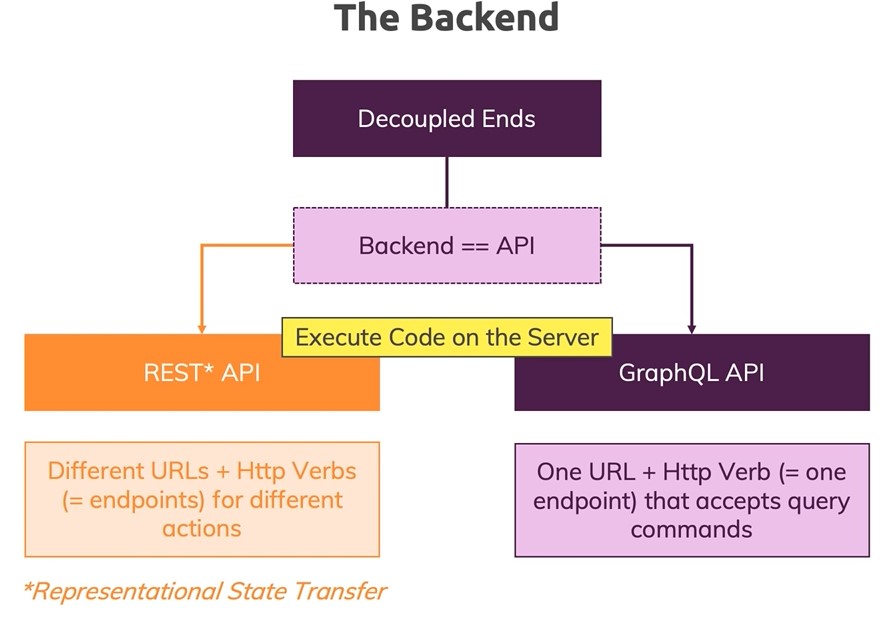 The Backend
Decoupled Ends
Backend == API
Execute Code on the Server
REST* API
GraphQL API
Different URLs + Http Verbs
(= endpoints) for different
actions
One URL + Http Verb (= one
endpoint) that accepts query
commands
*Representational State Transfer